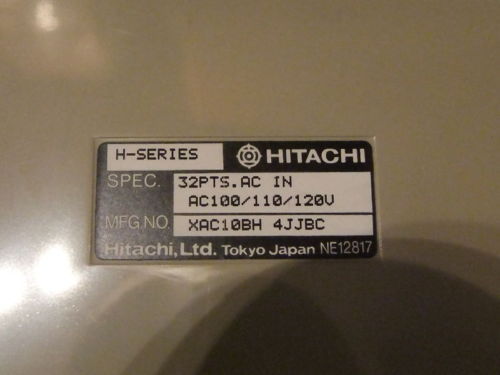 H-SERIES HITACHI
SPEC. 32PTS.AC IN
AC100/110/120V
MFG.NO. XAC10BH 4JJBC
Hitachi,Ltd. Tokyo Japan NE12817